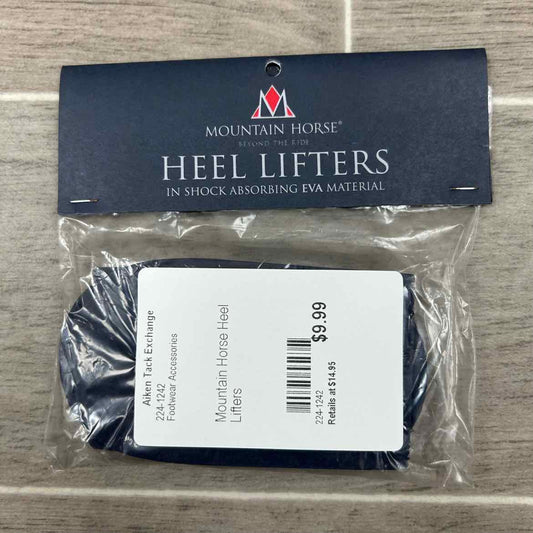 MOUNTAIN HORSE®
BEYOND THE RIDE
HEEL LIFTERS
IN SHOCK ABSORBING EVA MATERIAL
Aiken Tack Exchange
224-1242
Footwear Accessories
Mountain Horse Heel
Lifters
224-1242
Retails at $14.95
$9.99